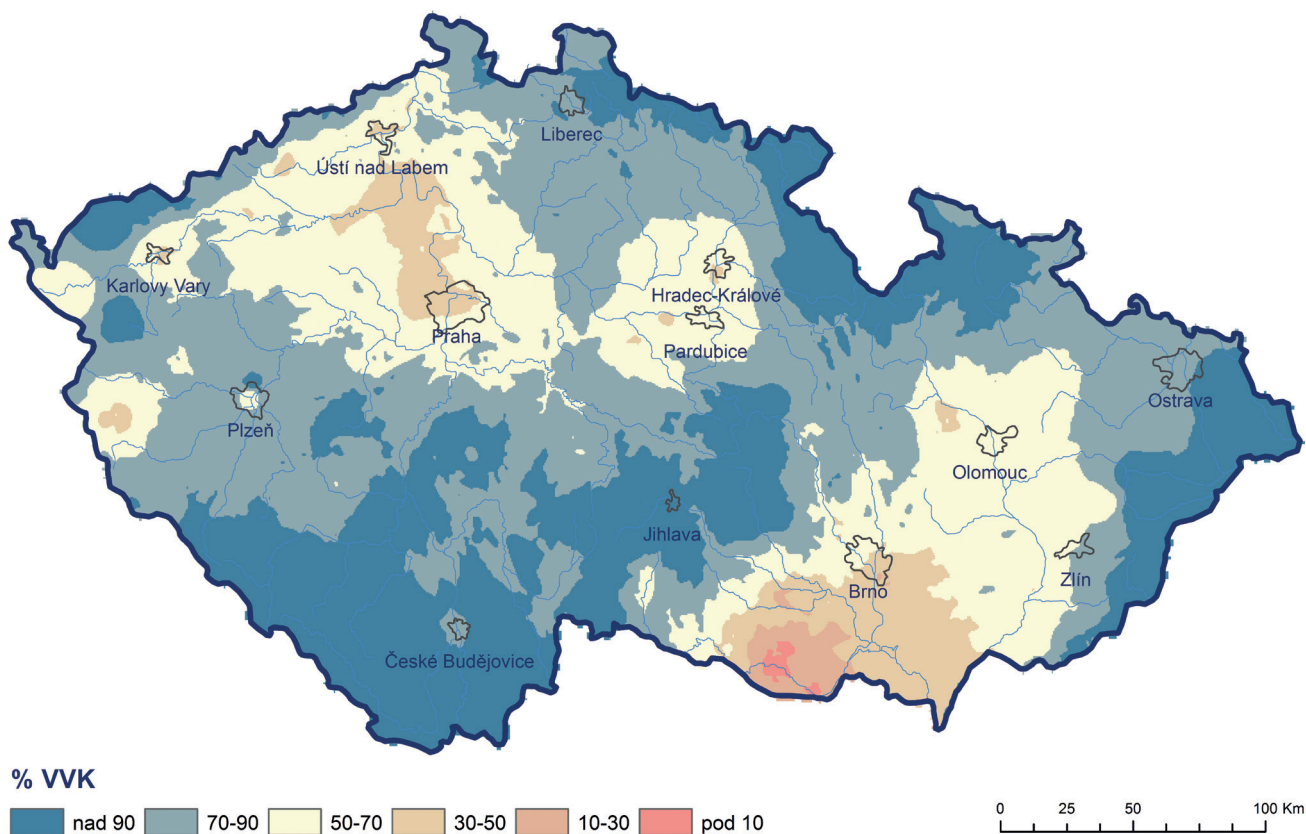 Liberec
Ústí nad Labem
Karlovy Vary
Hradec-Králové
Praha
Pardubice
Plzeň
Ostrava
Olomouc
Jihlava
Zlín
Brno
České Budějovice
% VVK
nad 90 70-90 50-70 30-50 10-30 pod 10
0 25 50 100 Km